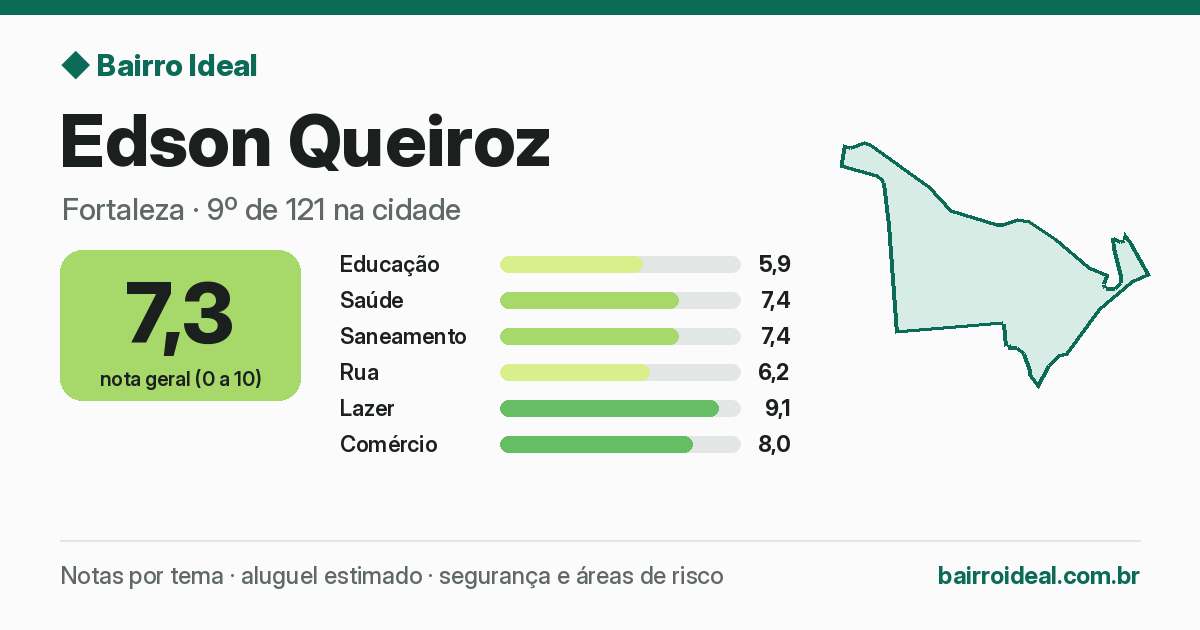 Bairro Ideal
Edson Queiroz
Fortaleza · 9º de 121 na cidade
7,3
nota geral (0 a 10)
Educação 5,9
Saúde 7,4
Saneamento 7,4
Rua 6,2
Lazer 9,1
Comércio 8,0
Notas por tema · aluguel estimado · segurança e áreas de risco
bairroideal.com.br